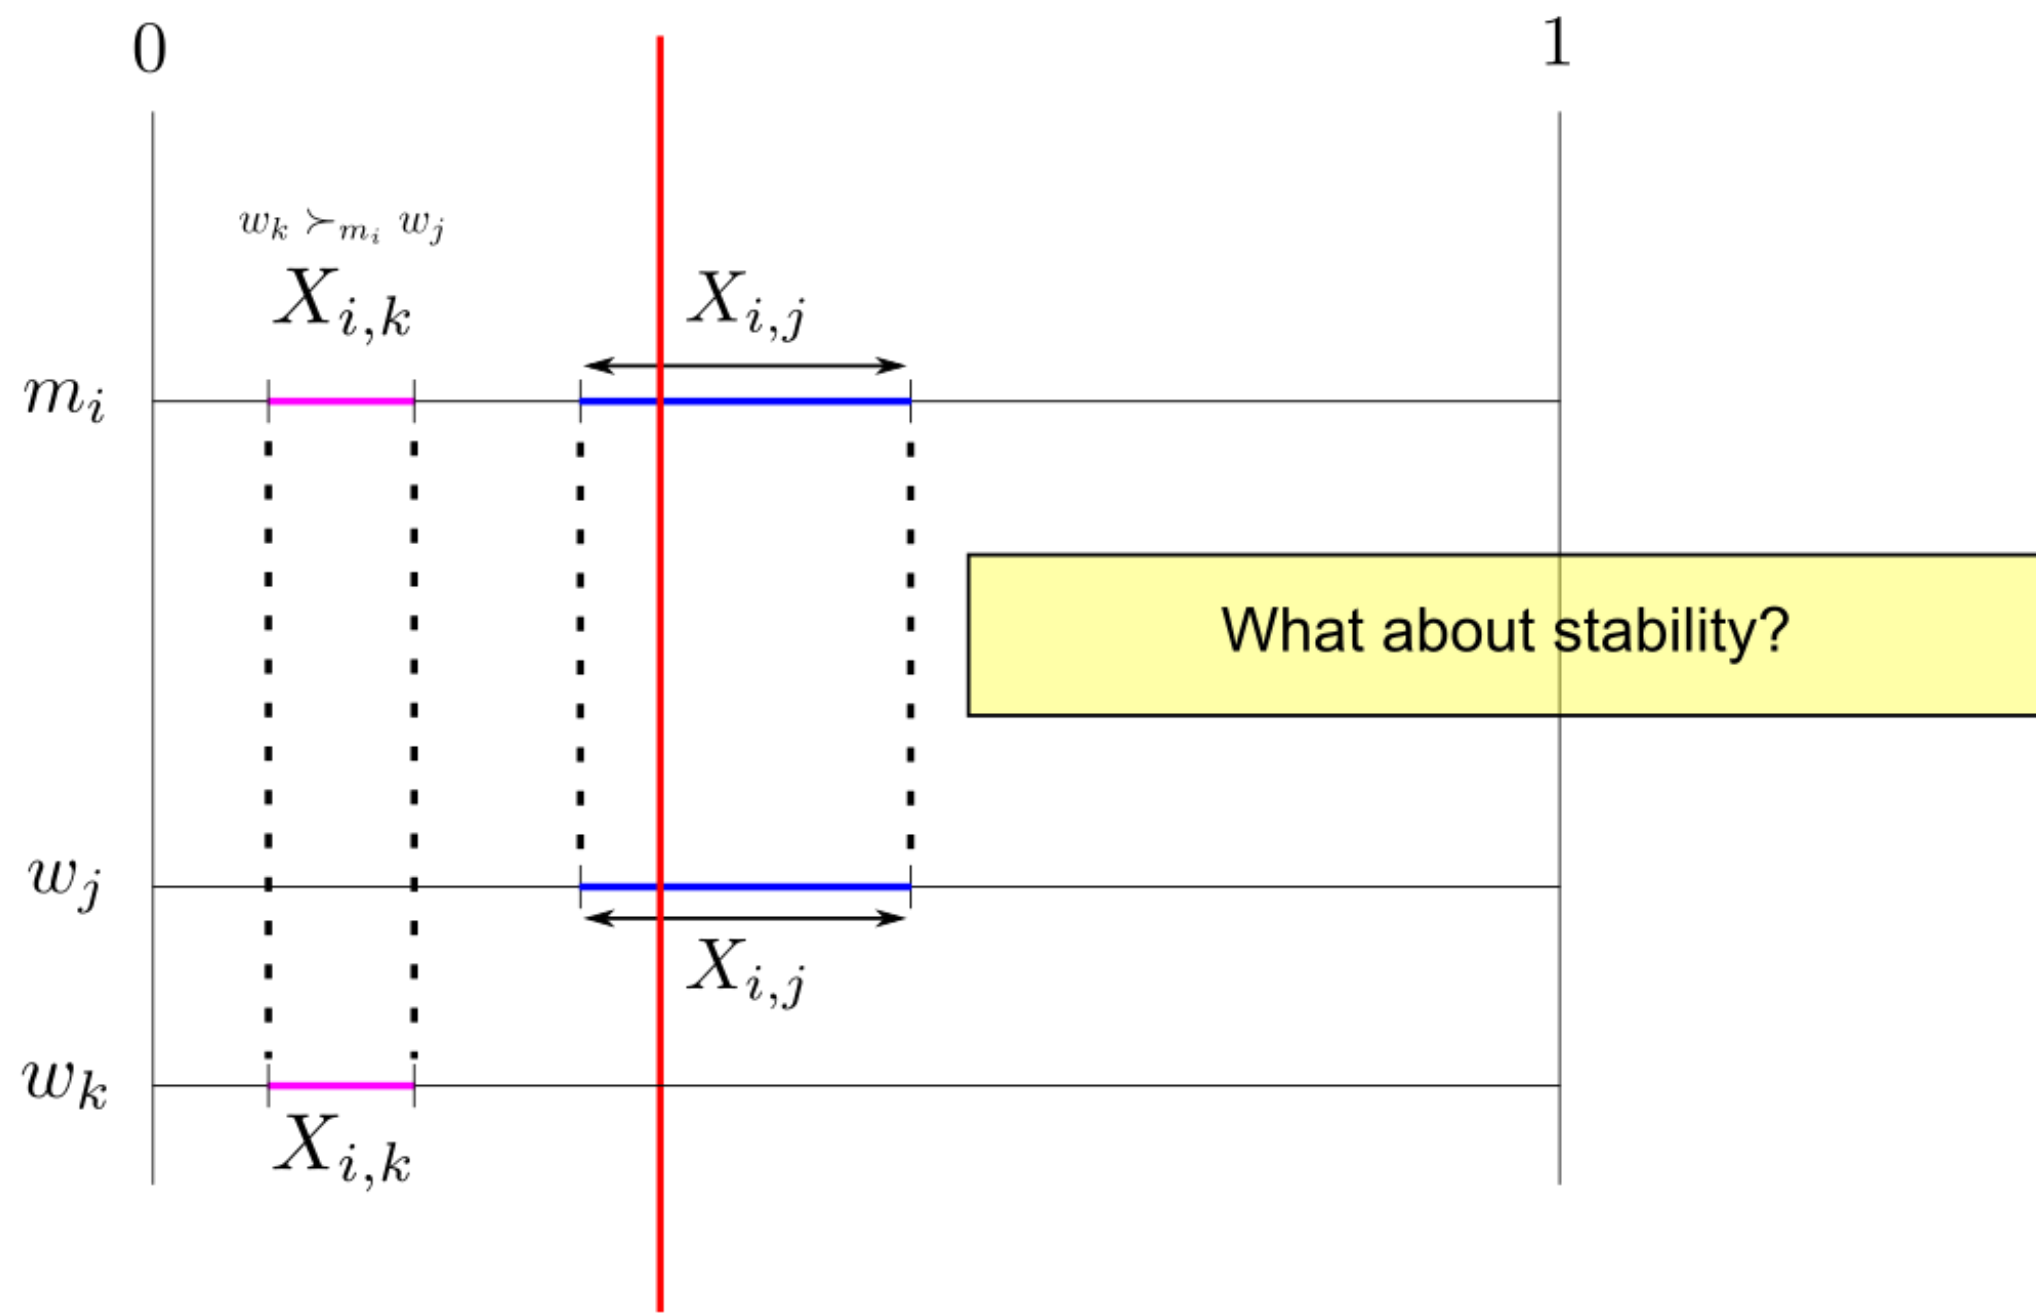 0 1
w_k ≻_{m_i} w_j
X_{i,k} X_{i,j}
m_i
What about stability?
w_j
X_{i,j}
w_k
X_{i,k}